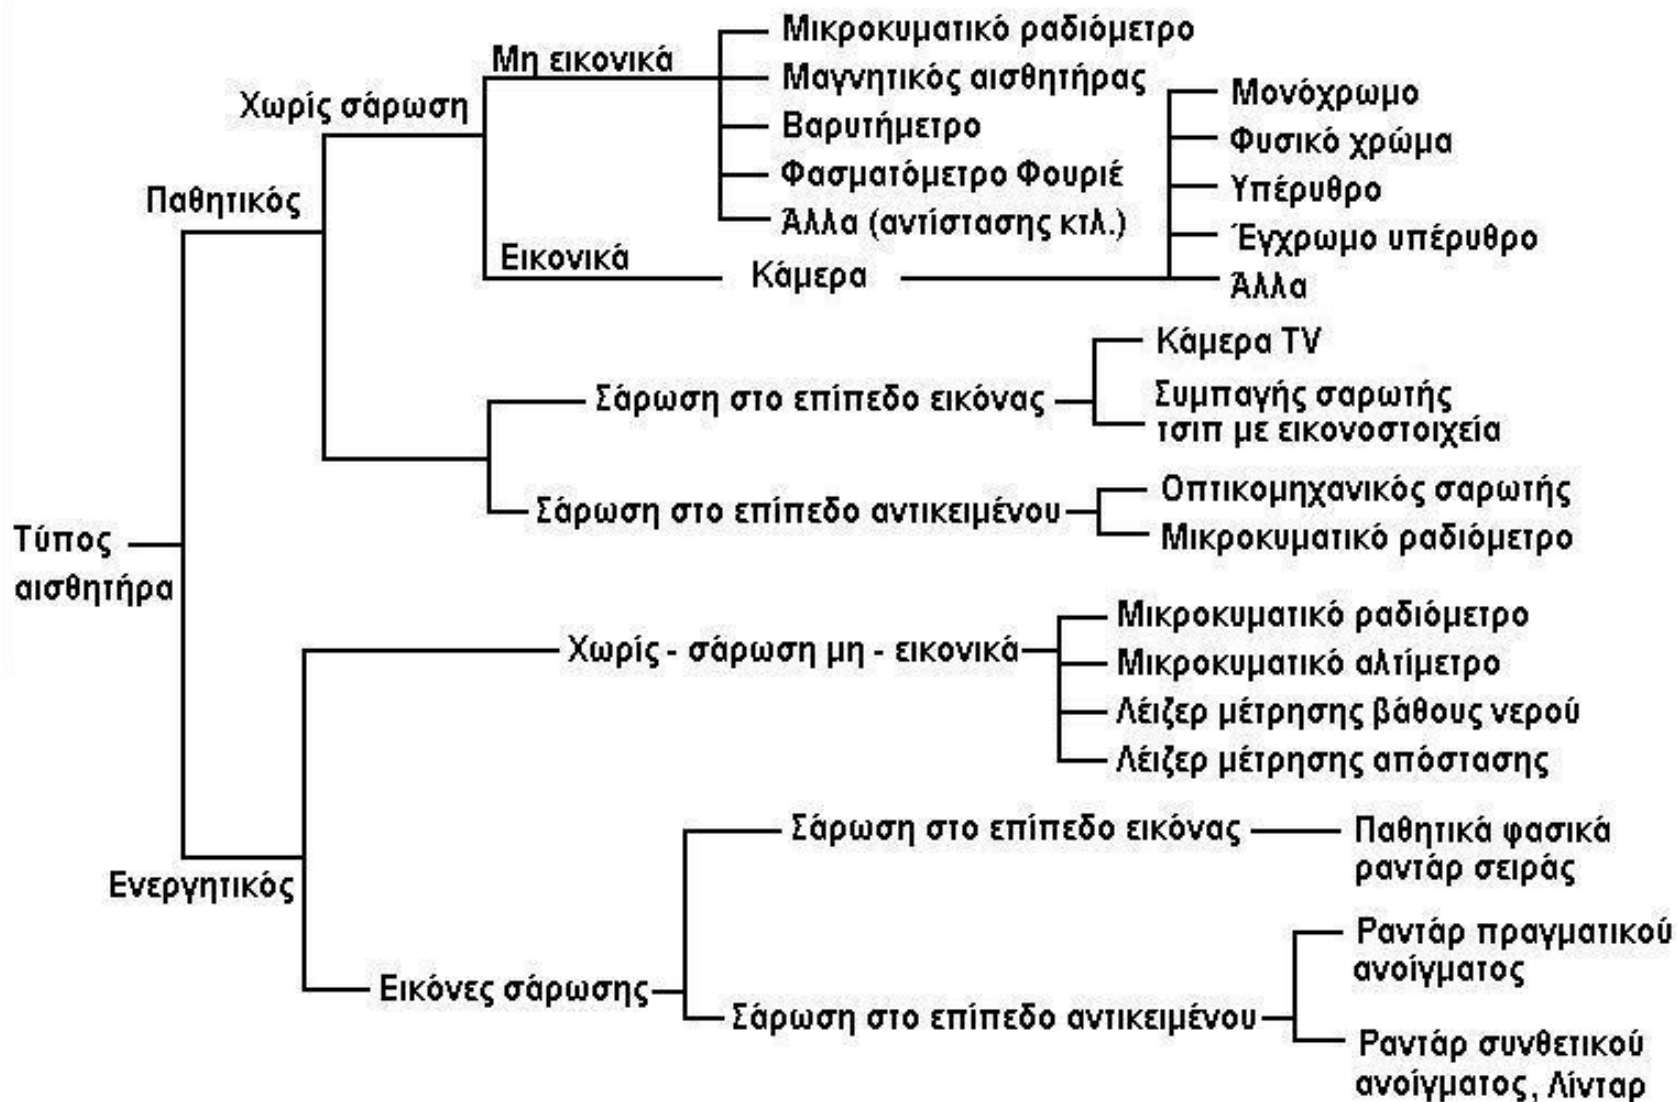 Μικροκυματικό ραδιόμετρο
Μη εικονικά
Μαγνητικός αισθητήρας
Μονόχρωμο
Χωρίς σάρωση
Βαρυτήμετρο
Φυσικό χρώμα
Φασματόμετρο Φουριέ
Υπέρυθρο
Παθητικός
Άλλα (αντίστασης κτλ.)
Έγχρωμο υπέρυθρο
Εικονικά
Κάμερα
Άλλα
Κάμερα TV
Σάρωση στο επίπεδο εικόνας
Συμπαγής σαρωτής
τσιπ με εικονοστοιχεία
Οπτικομηχανικός σαρωτής
Σάρωση στο επίπεδο αντικειμένου
Μικροκυματικό ραδιόμετρο
Τύπος
αισθητήρα
Μικροκυματικό ραδιόμετρο
Χωρίς - σάρωση μη - εικονικά
Μικροκυματικό αλτίμετρο
Λέιζερ μέτρησης βάθους νερού
Λέιζερ μέτρησης απόστασης
Σάρωση στο επίπεδο εικόνας
Παθητικά φασικά
ραντάρ σειράς
Ενεργητικός
Ραντάρ πραγματικού
ανοίγματος
Εικόνες σάρωσης
Σάρωση στο επίπεδο αντικειμένου
Ραντάρ συνθετικού
ανοίγματος, Λίνταρ